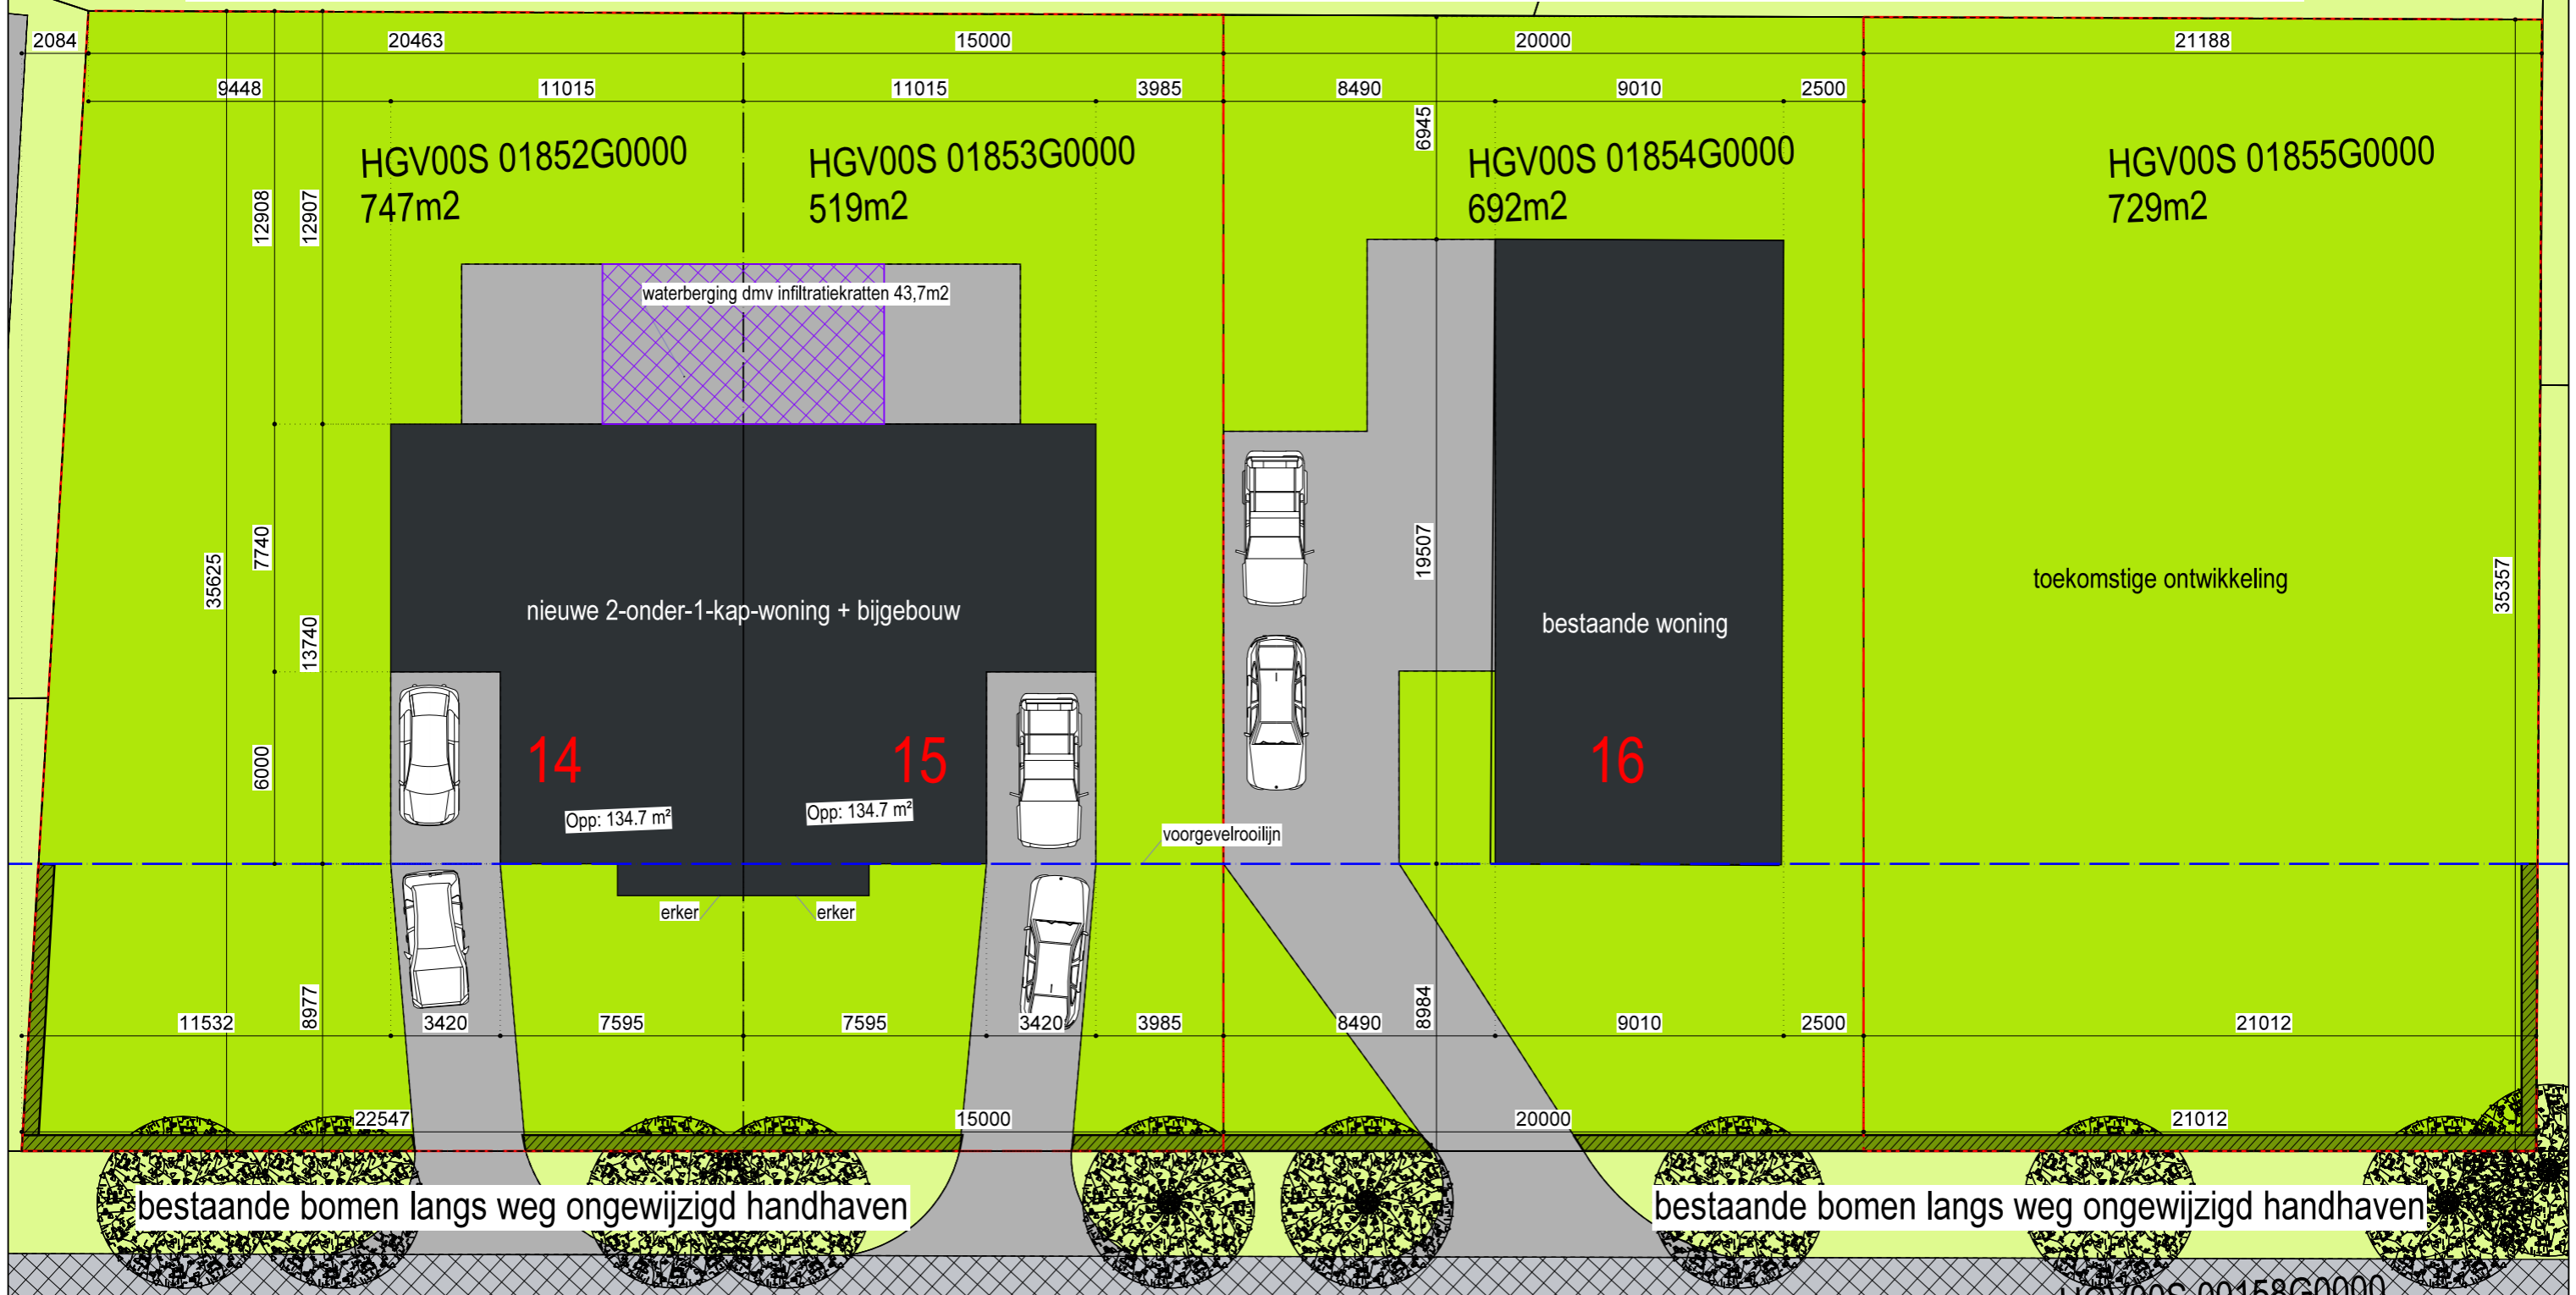 2084
20463
15000
20000
21188
9448
11015
11015
3985
8490
9010
2500
6945
HGV00S 01852G0000
747m2
HGV00S 01853G0000
519m2
HGV00S 01854G0000
692m2
HGV00S 01855G0000
729m2
12908
12907
waterberging dmv infiltratiekratten 43,7m2
7740
35625
13740
19507
35357
nieuwe 2-onder-1-kap-woning + bijgebouw
bestaande woning
toekomstige ontwikkeling
6000
14
15
16
Opp: 134.7 m²
Opp: 134.7 m²
voorgevelrooilijn
erker
erker
8977
8984
11532
3420
7595
7595
3420
3985
8490
9010
2500
21012
22547
15000
20000
21012
bestaande bomen langs weg ongewijzigd handhaven
bestaande bomen langs weg ongewijzigd handhaven
HGV00S 00158G0000